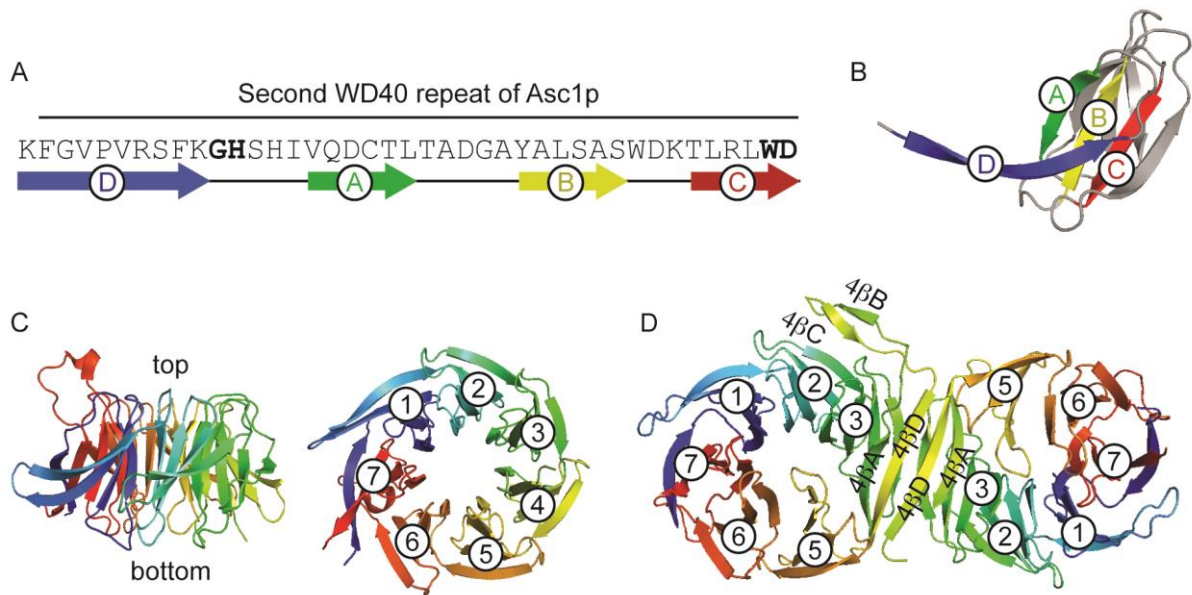 A
Second WD40 repeat of Asc1p
KFGVPVRSFKGHSHIVQDCTLTADGAYALSASWDKTLRLWD
D A B C
B
A
B
D
C
C
top
bottom
1
2
3
4
5
6
7
D
4βB
4βC
1
2
3
4βA
4βD
4βD
4βA
5
6
7
7
6
5
3
2
1